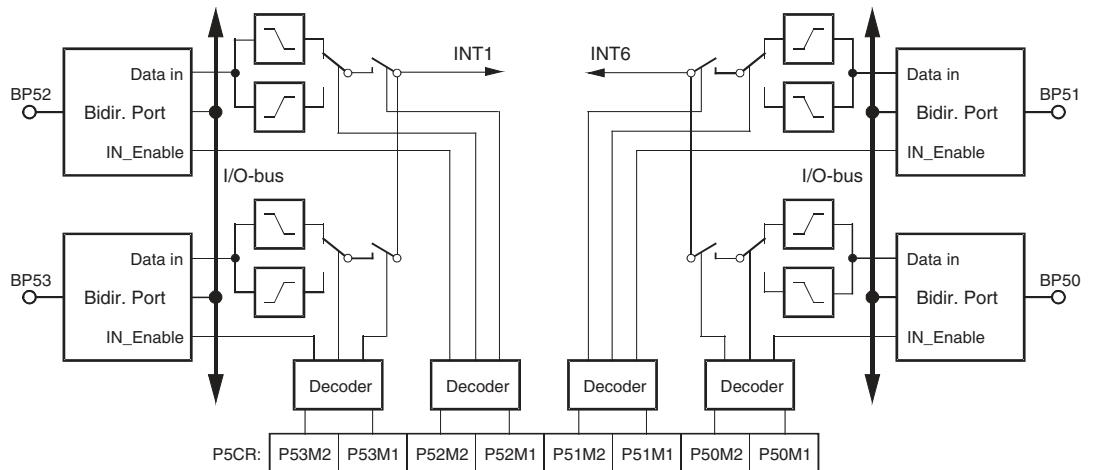 INT1
INT6
Data in
Data in
BP52
BP51
Bidir. Port
Bidir. Port
IN_Enable
IN_Enable
I/O-bus
I/O-bus
Data in
Data in
BP53
BP50
Bidir. Port
Bidir. Port
IN_Enable
IN_Enable
Decoder
Decoder
Decoder
Decoder
P5CR: P53M2 P53M1 P52M2 P52M1 P51M2 P51M1 P50M2 P50M1